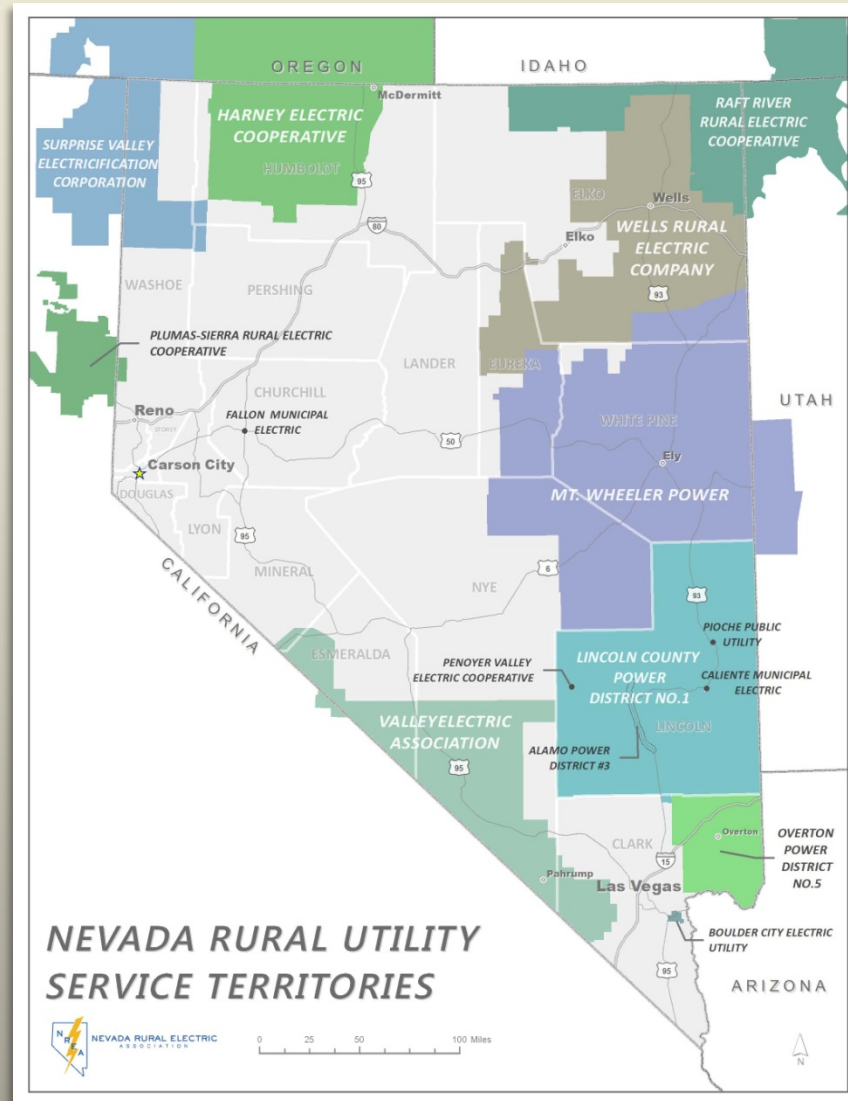 OREGON
IDAHO
McDermitt
HARNEY ELECTRIC
COOPERATIVE
HUMBOLDT
95
RAFT RIVER
RURAL ELECTRIC
COOPERATIVE
SURPRISE VALLEY
ELECTRICIFICATION
CORPORATION
ELKO
Wells
80
Elko
WELLS RURAL
ELECTRIC
COMPANY
93
WASHOE
PERSHING
PLUMAS-SIERRA RURAL ELECTRIC
COOPERATIVE
LANDER
EUREKA
CHURCHILL
UTAH
Reno
STOREY
FALLON MUNICIPAL
ELECTRIC
WHITE PINE
50
Carson City
Ely
DOUGLAS
MT. WHEELER POWER
LYON
95
CALIFORNIA
MINERAL
6
NYE
93
PIOCHE PUBLIC
UTILITY
ESMERALDA
PENOYER VALLEY
ELECTRIC COOPERATIVE
LINCOLN COUNTY
POWER
DISTRICT NO.1
CALIENTE MUNICIPAL
ELECTRIC
VALLEYELECTRIC
ASSOCIATION
LINCOLN
ALAMO POWER
DISTRICT #3
95
CLARK
Overton
OVERTON
POWER
DISTRICT
NO.5
15
Pahrump
Las Vegas
BOULDER CITY ELECTRIC
UTILITY
95
ARIZONA
NEVADA RURAL UTILITY
SERVICE TERRITORIES
NREA
NEVADA RURAL ELECTRIC
ASSOCIATION
0 25 50 100 Miles
N